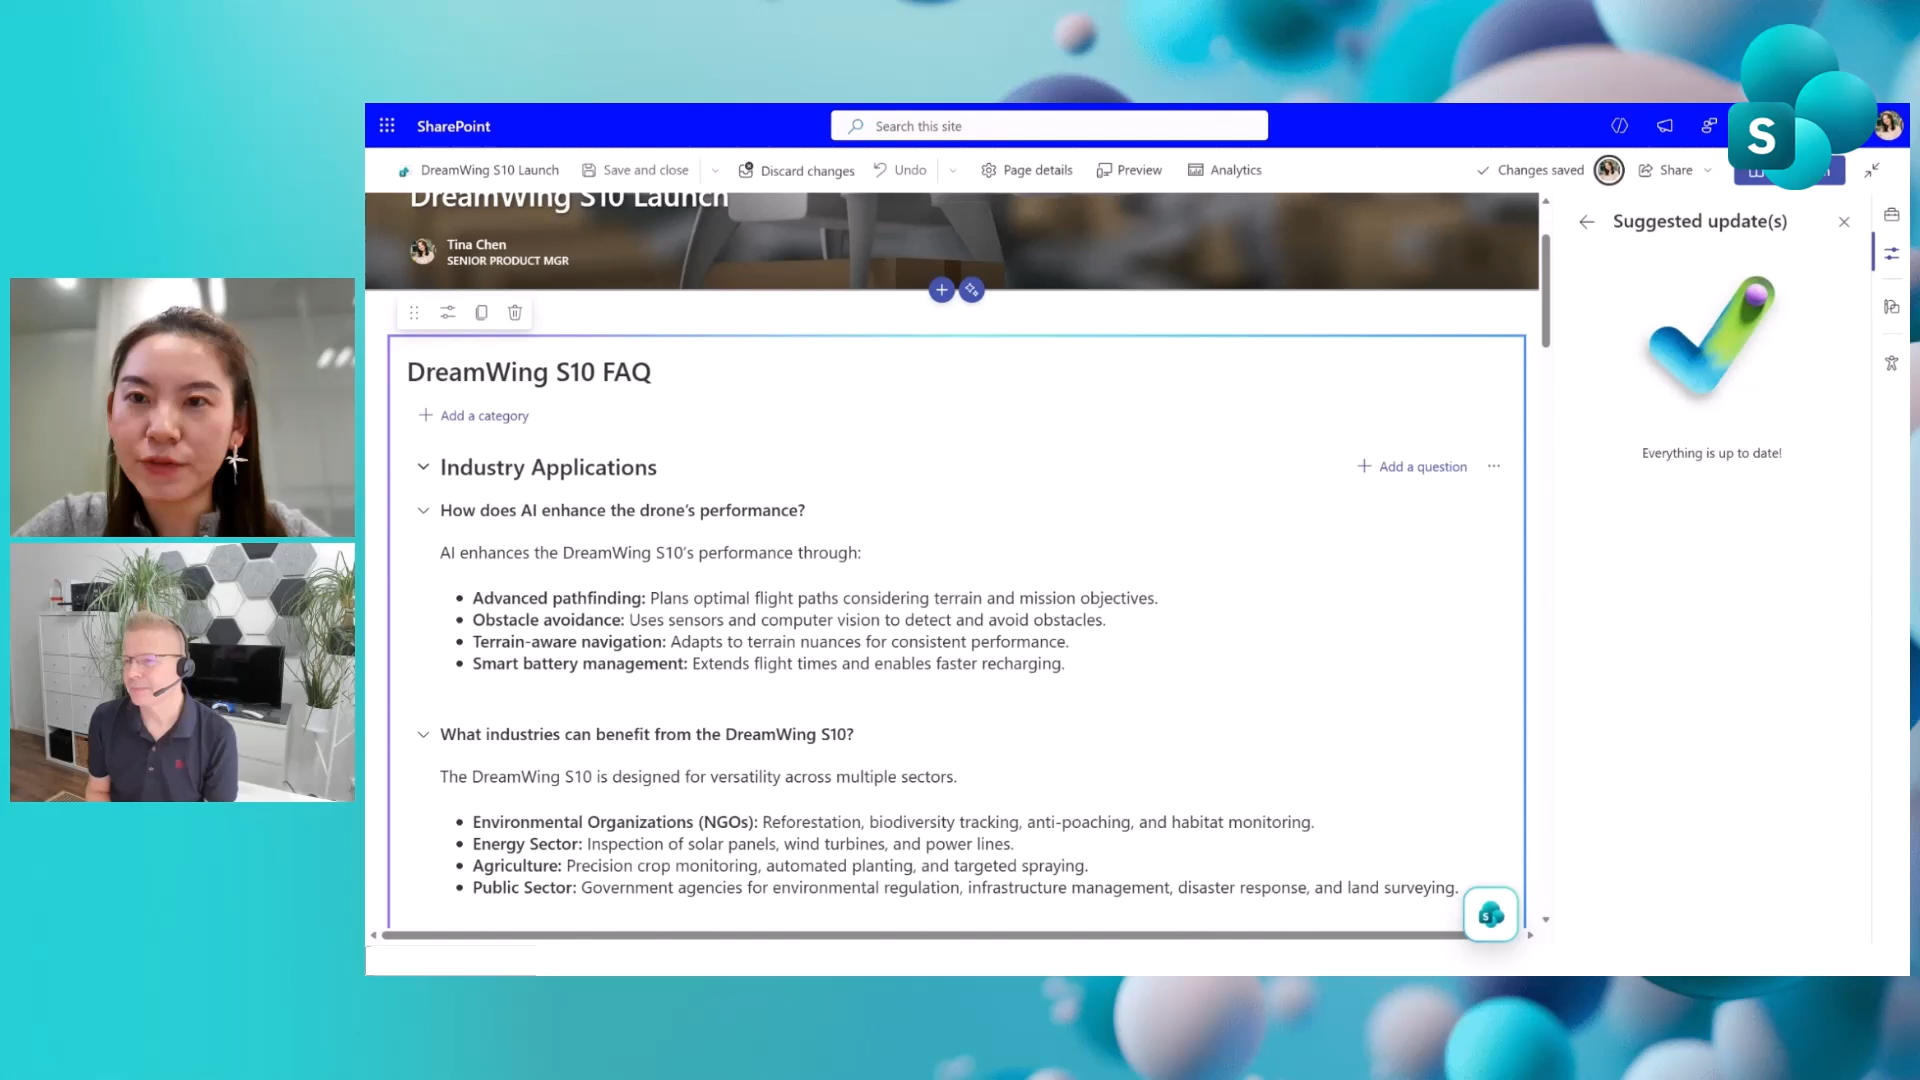 SharePoint
Search this site
S
DreamWing S10 Launch
Save and close
Discard changes
Undo
Page details
Preview
Analytics
Changes saved
Share
DreamWing S10 Launch
Tina Chen
SENIOR PRODUCT MGR
Suggested update(s)
Everything is up to date!
DreamWing S10 FAQ
Add a category
Industry Applications
Add a question
How does AI enhance the drone's performance?
AI enhances the DreamWing S10's performance through:
• Advanced pathfinding: Plans optimal flight paths considering terrain and mission objectives.
• Obstacle avoidance: Uses sensors and computer vision to detect and avoid obstacles.
• Terrain-aware navigation: Adapts to terrain nuances for consistent performance.
• Smart battery management: Extends flight times and enables faster recharging.
What industries can benefit from the DreamWing S10?
The DreamWing S10 is designed for versatility across multiple sectors.
• Environmental Organizations (NGOs): Reforestation, biodiversity tracking, anti-poaching, and habitat monitoring.
• Energy Sector: Inspection of solar panels, wind turbines, and power lines.
• Agriculture: Precision crop monitoring, automated planting, and targeted spraying.
• Public Sector: Government agencies for environmental regulation, infrastructure management, disaster response, and land surveying.
S